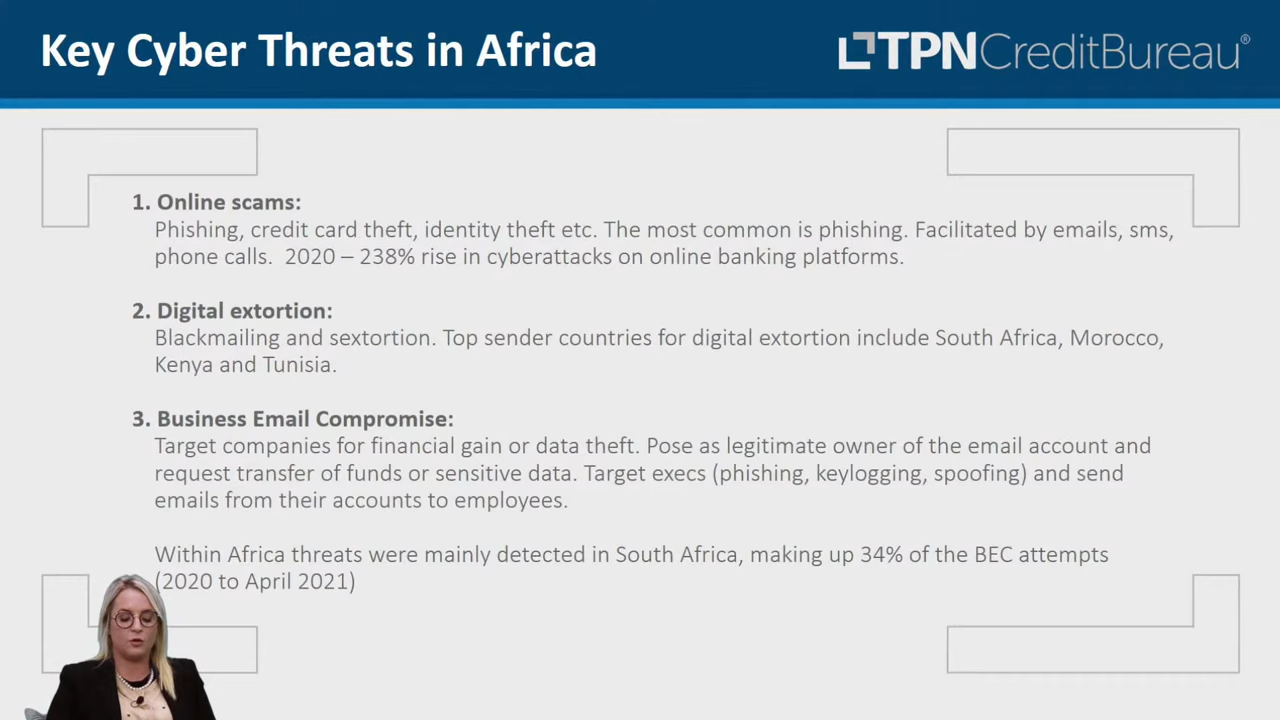 Key Cyber Threats in Africa
TPNCreditBureau®
1. Online scams:
Phishing, credit card theft, identity theft etc. The most common is phishing. Facilitated by emails, sms,
phone calls.  2020 – 238% rise in cyberattacks on online banking platforms.
2. Digital extortion:
Blackmailing and sextortion. Top sender countries for digital extortion include South Africa, Morocco,
Kenya and Tunisia.
3. Business Email Compromise:
Target companies for financial gain or data theft. Pose as legitimate owner of the email account and
request transfer of funds or sensitive data. Target execs (phishing, keylogging, spoofing) and send
emails from their accounts to employees.
Within Africa threats were mainly detected in South Africa, making up 34% of the BEC attempts
(2020 to April 2021)